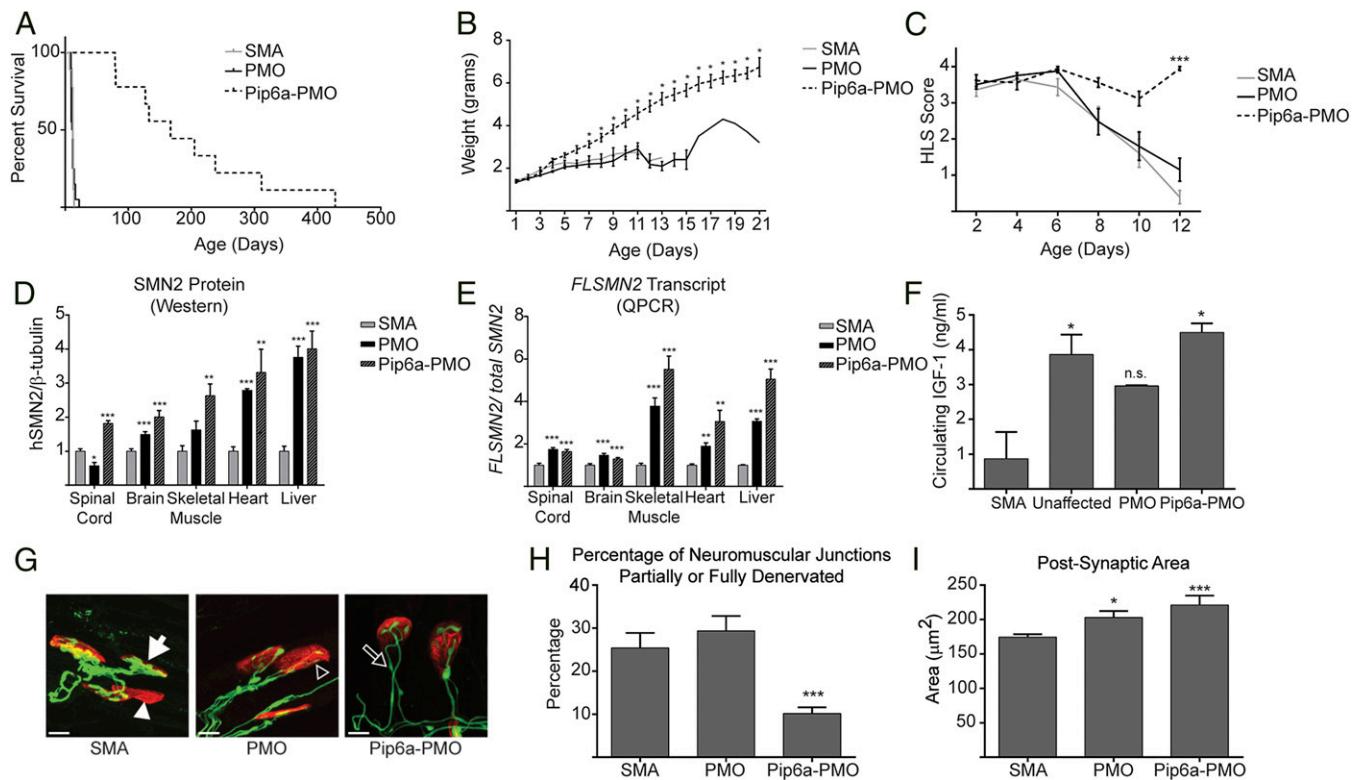 A
Percent Survival
100
50
100 200 300 400 500
Age (Days)
SMA
PMO
Pip6a-PMO
B
Weight (grams)
8
6
4
2
1 3 5 7 9 11 13 15 17 19 21
Age (Days)
SMA
PMO
Pip6a-PMO
* * * * * * * * * * * * * * *
C
HLS Score
4
3
2
1
2 4 6 8 10 12
Age (Days)
***
SMA
PMO
Pip6a-PMO
D
SMN2 Protein
(Western)
hSMN2/β-tubulin
5
4
3
2
1
* *** *** *** ** *** ** *** ***
Spinal Brain Skeletal Heart Liver
Cord Muscle
SMA
PMO
Pip6a-PMO
E
FLSMN2 Transcript
(QPCR)
FLSMN2/ total SMN2
8
6
4
2
*** *** *** *** *** *** ** ** *** ***
Spinal Brain Skeletal Heart Liver
Cord Muscle
SMA
PMO
Pip6a-PMO
F
Circulating IGF-1 (ng/ml)
5
4
3
2
1
* n.s. *
SMA Unaffected PMO Pip6a-PMO
G
SMA PMO Pip6a-PMO
H
Percentage of Neuromuscular Junctions
Partially or Fully Denervated
Percentage
40
30
20
10
***
SMA PMO Pip6a-PMO
I
Post-Synaptic Area
Area (µm²)
250
200
150
100
50
* ***
SMA PMO Pip6a-PMO